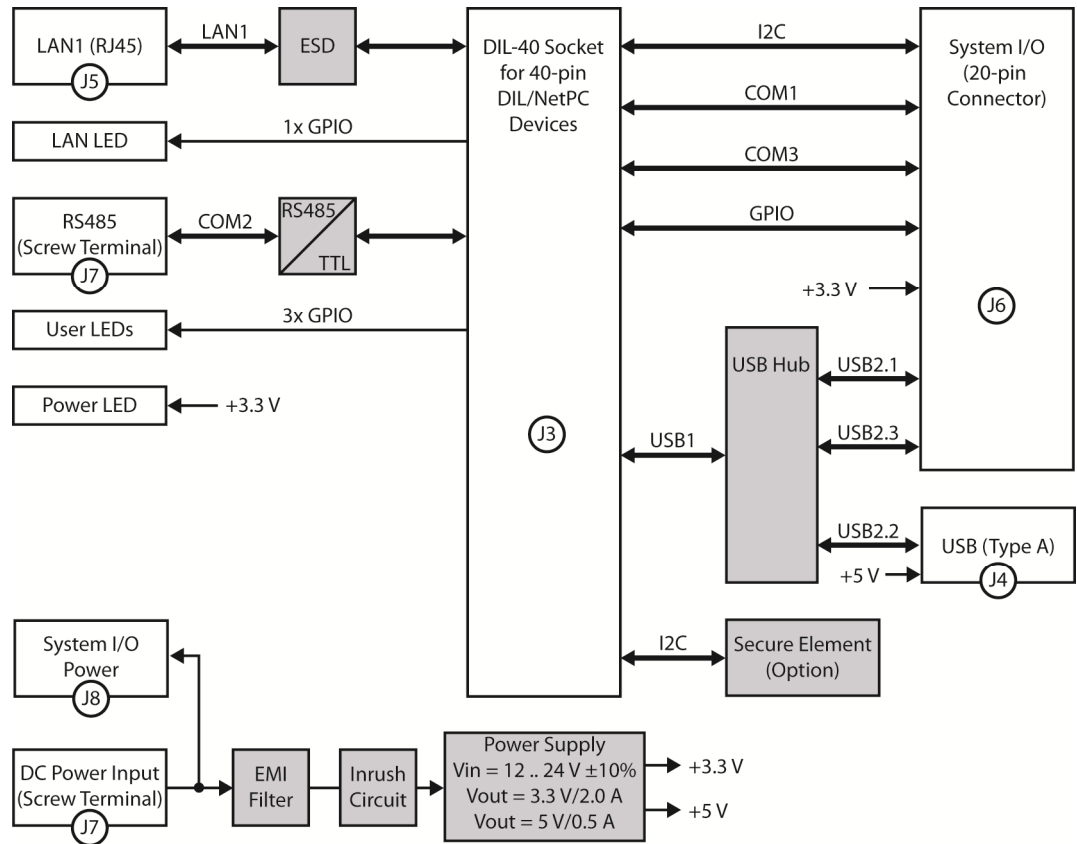 LAN1 (RJ45)
J5
LAN1
ESD
LAN LED
1x GPIO
RS485
(Screw Terminal)
J7
COM2
RS485
TTL
User LEDs
3x GPIO
Power LED
+3.3 V
DIL-40 Socket
for 40-pin
DIL/NetPC
Devices
J3
I2C
COM1
COM3
GPIO
+3.3 V
System I/O
(20-pin
Connector)
J6
USB Hub
USB1
USB2.1
USB2.3
USB2.2
+5 V
USB (Type A)
J4
I2C
Secure Element
(Option)
System I/O
Power
J8
DC Power Input
(Screw Terminal)
J7
EMI
Filter
Inrush
Circuit
Power Supply
Vin = 12 .. 24 V ±10%
Vout = 3.3 V/2.0 A
Vout = 5 V/0.5 A
+3.3 V
+5 V